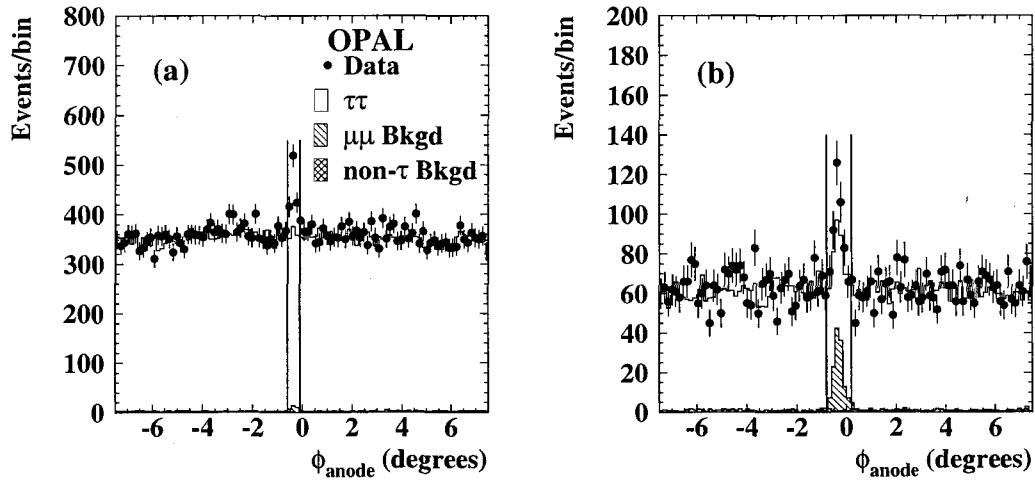 Events/bin
800
700
600
500
400
300
200
100
0
(a)
OPAL
Data
ττ
μμ Bkgd
non-τ Bkgd
-6 -4 -2 0 2 4 6
ϕanode (degrees)
Events/bin
200
180
160
140
120
100
80
60
40
20
0
(b)
-6 -4 -2 0 2 4 6
ϕanode (degrees)